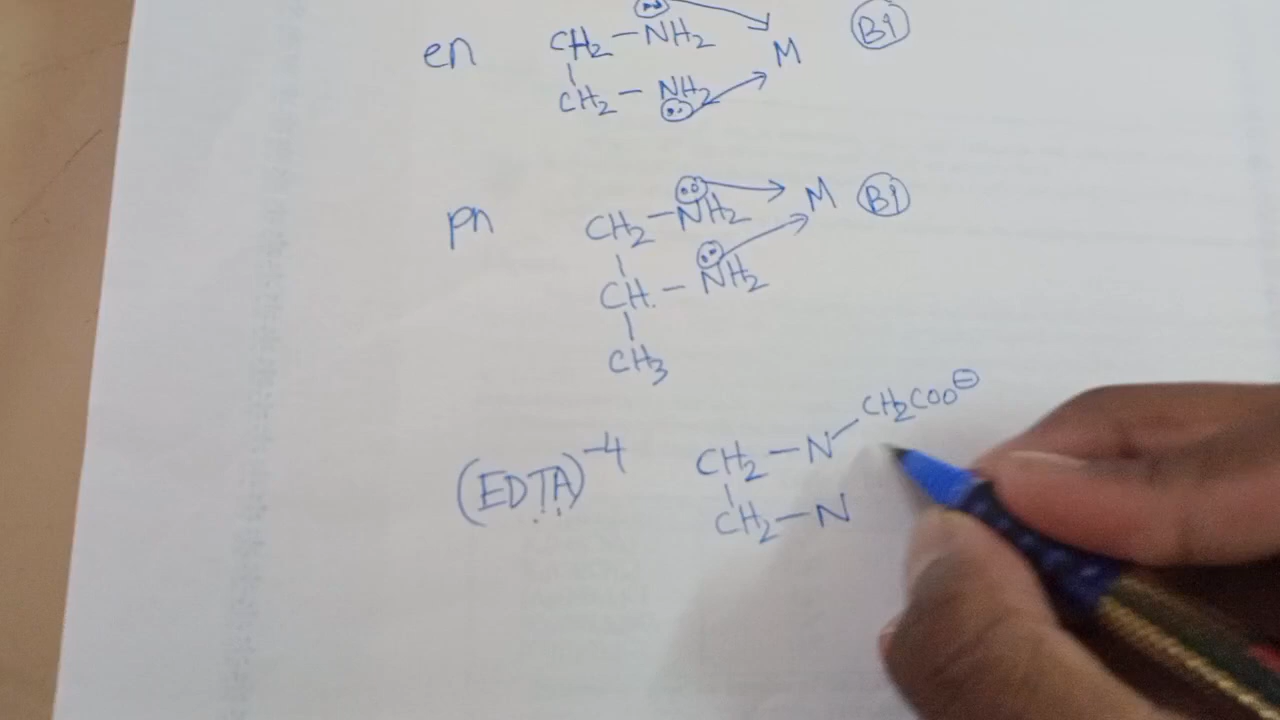 en CH₂–NH₂ M Bi
CH₂–NH₂
pn CH₂–NH₂ M Bi
CH–NH₂
CH₃
(EDTA)⁻⁴ CH₂–N CH₂COO⊖
CH₂–N